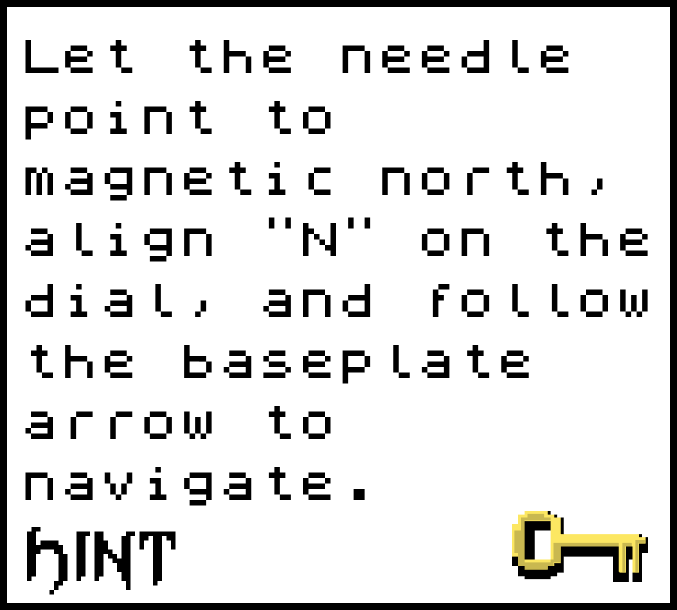 Let the needle
point to
magnetic north,
align "N" on the
dial, and follow
the baseplate
arrow to
navigate.
HINT